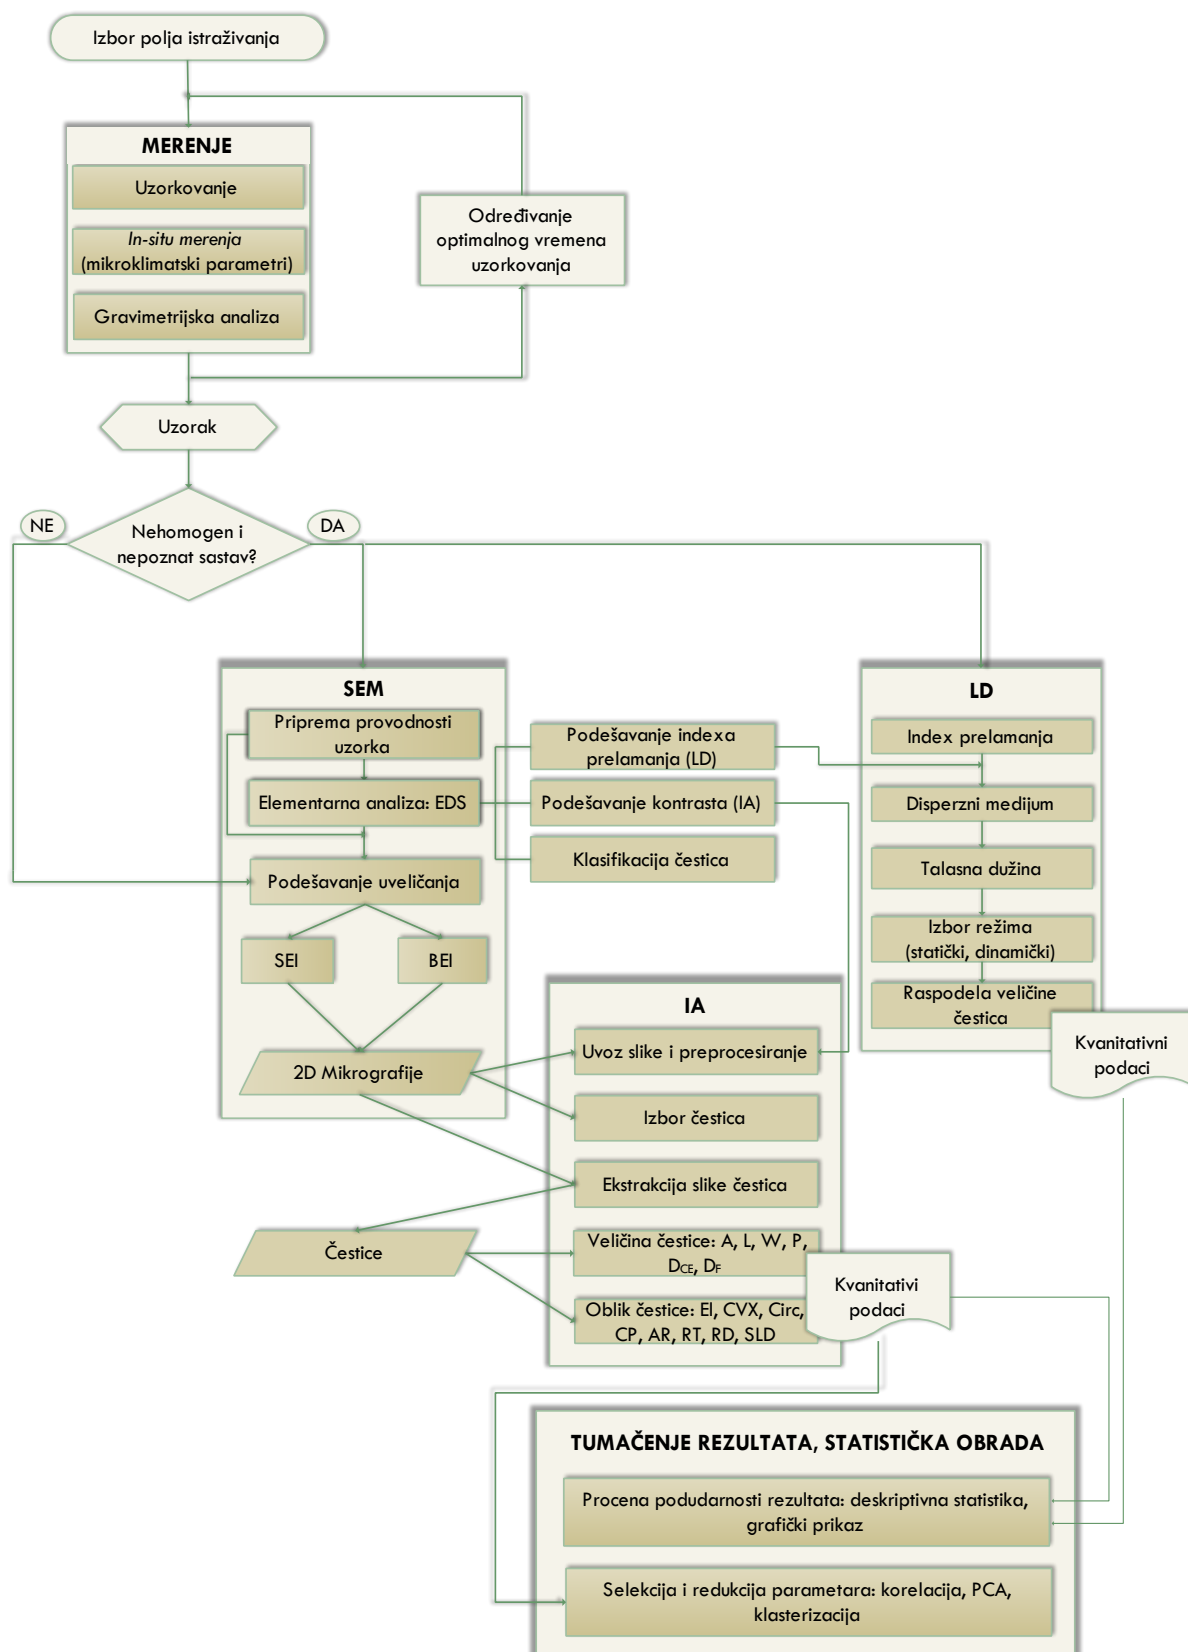 Izbor polja istraživanja
MERENJE
Uzorkovanje
In-situ merenja
(mikroklimatski parametri)
Gravimetrijska analiza
Određivanje
optimalnog vremena
uzorkovanja
Uzorak
NE
Nehomogen i
nepoznat sastav?
DA
SEM
Priprema provodnosti
uzorka
Elementarna analiza: EDS
Podešavanje uveličanja
SEI
BEI
2D Mikrografije
Podešavanje indexa
prelamanja (LD)
Podešavanje kontrasta (IA)
Klasifikacija čestica
LD
Index prelamanja
Disperzni medijum
Talasna dužina
Izbor režima
(statički, dinamički)
Raspodela veličine
čestica
Kvanitativni
podaci
IA
Uvoz slike i preprocesiranje
Izbor čestica
Ekstrakcija slike čestica
Čestice
Veličina čestice: A, L, W, P,
DCE, DF
Oblik čestice: El, CVX, Circ,
CP, AR, RT, RD, SLD
Kvanitativi
podaci
TUMAČENJE REZULTATA, STATISTIČKA OBRADA
Procena podudarnosti rezultata: deskriptivna statistika,
grafički prikaz
Selekcija i redukcija parametara: korelacija, PCA,
klasterizacija